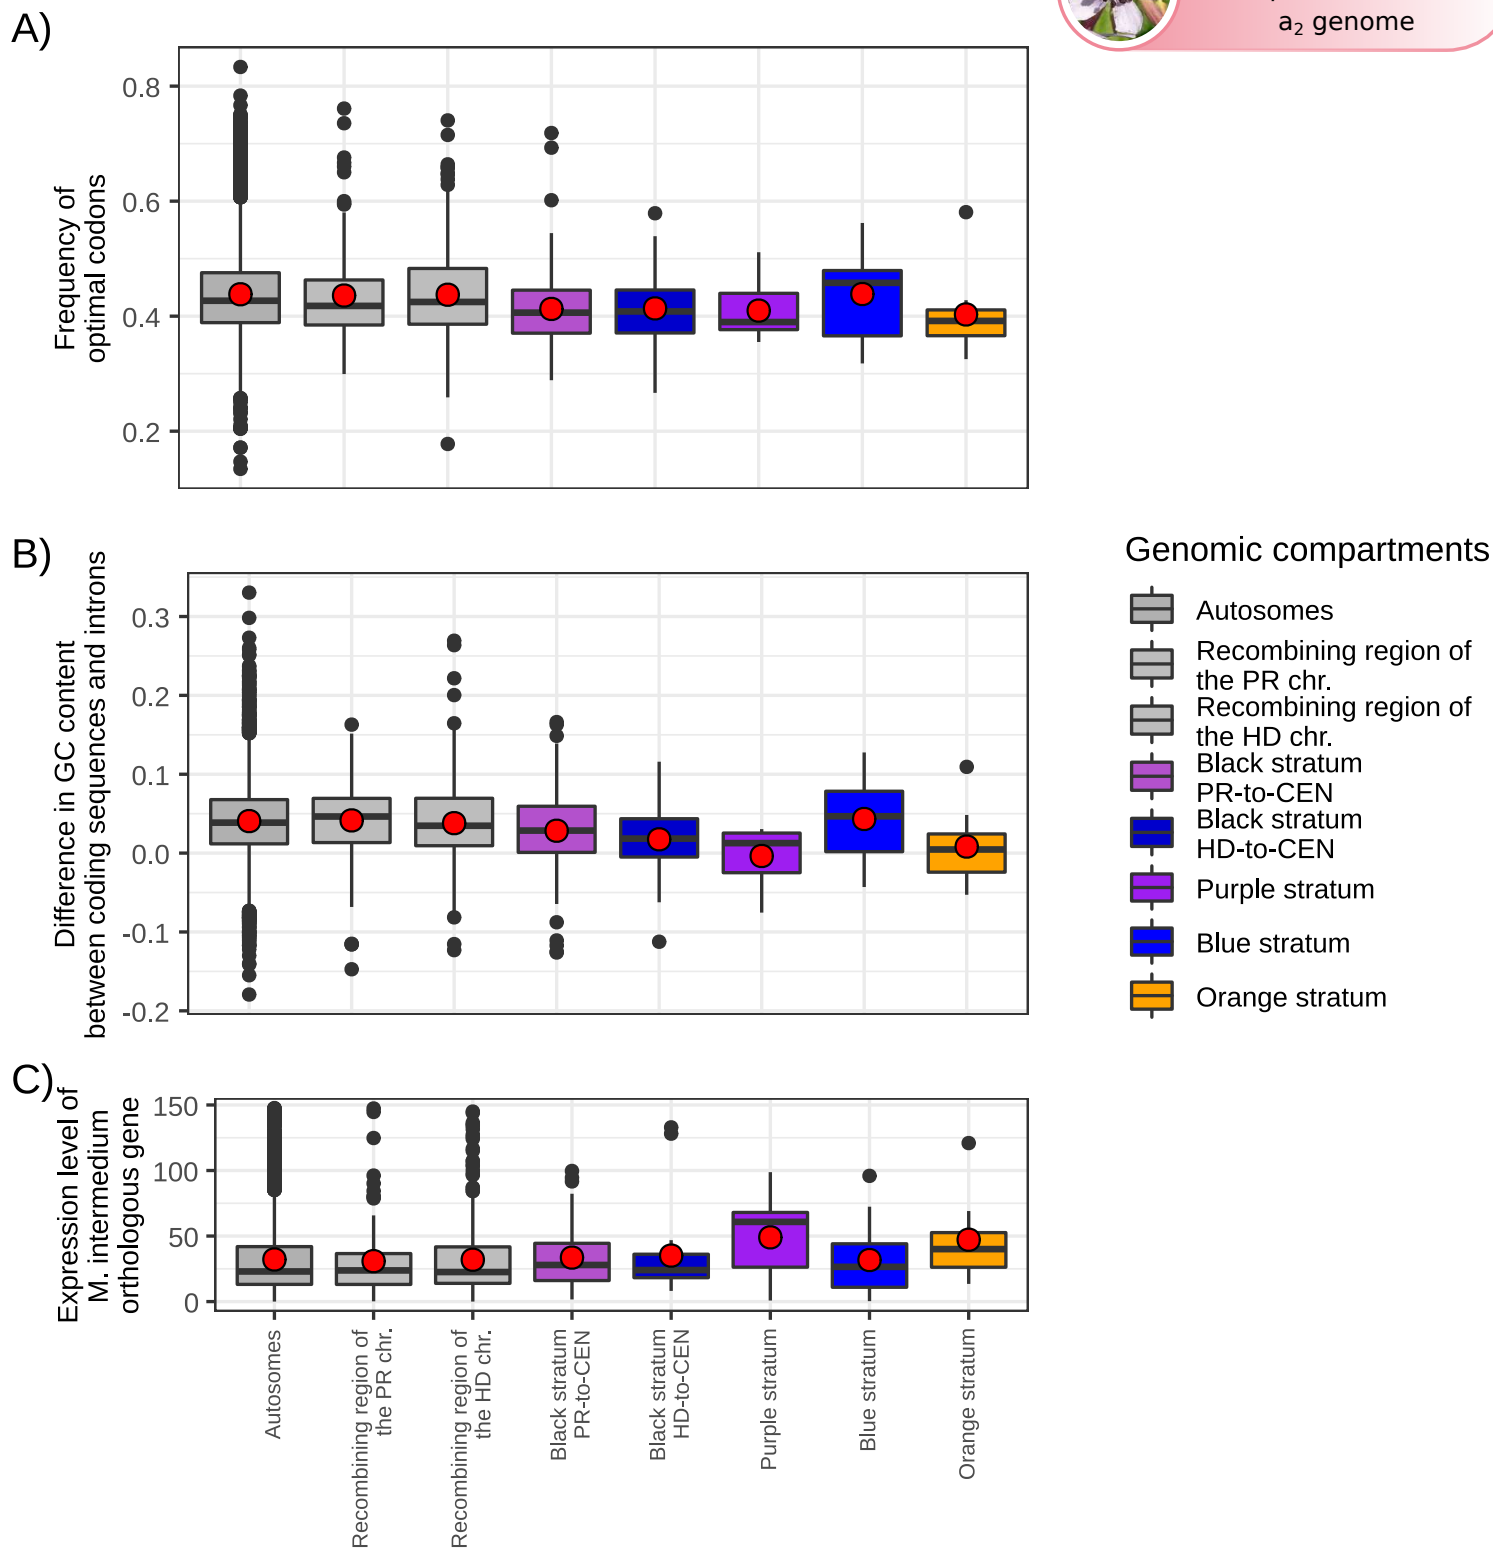 A)
a₂ genome
0.8
0.6
0.4
0.2
Frequency of
optimal codons
B)
0.3
0.2
0.1
0.0
-0.1
-0.2
Difference in GC content
between coding sequences and introns
Genomic compartments
Autosomes
Recombining region of
the PR chr.
Recombining region of
the HD chr.
Black stratum
PR-to-CEN
Black stratum
HD-to-CEN
Purple stratum
Blue stratum
Orange stratum
C)
150
100
50
0
Expression level of
M. intermedium
orthologous gene
Autosomes
Recombining region of
the PR chr.
Recombining region of
the HD chr.
Black stratum
PR-to-CEN
Black stratum
HD-to-CEN
Purple stratum
Blue stratum
Orange stratum